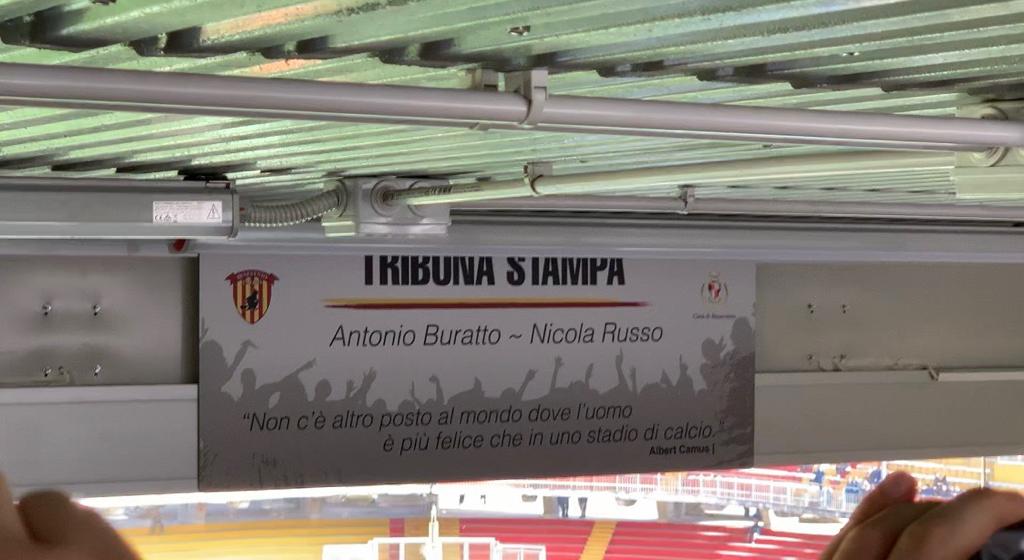 TRIBUNA STAMPA
Antonio Buratto ~ Nicola Russo
“Non c’è altro posto al mondo dove l’uomo
è più felice che in uno stadio di calcio.”
Albert Camus |